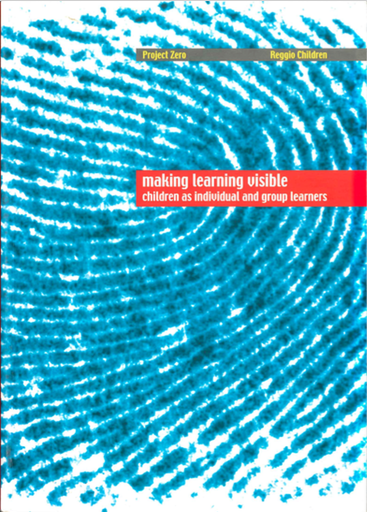 Project Zero Reggio Children
making learning visible
children as individual and group learners